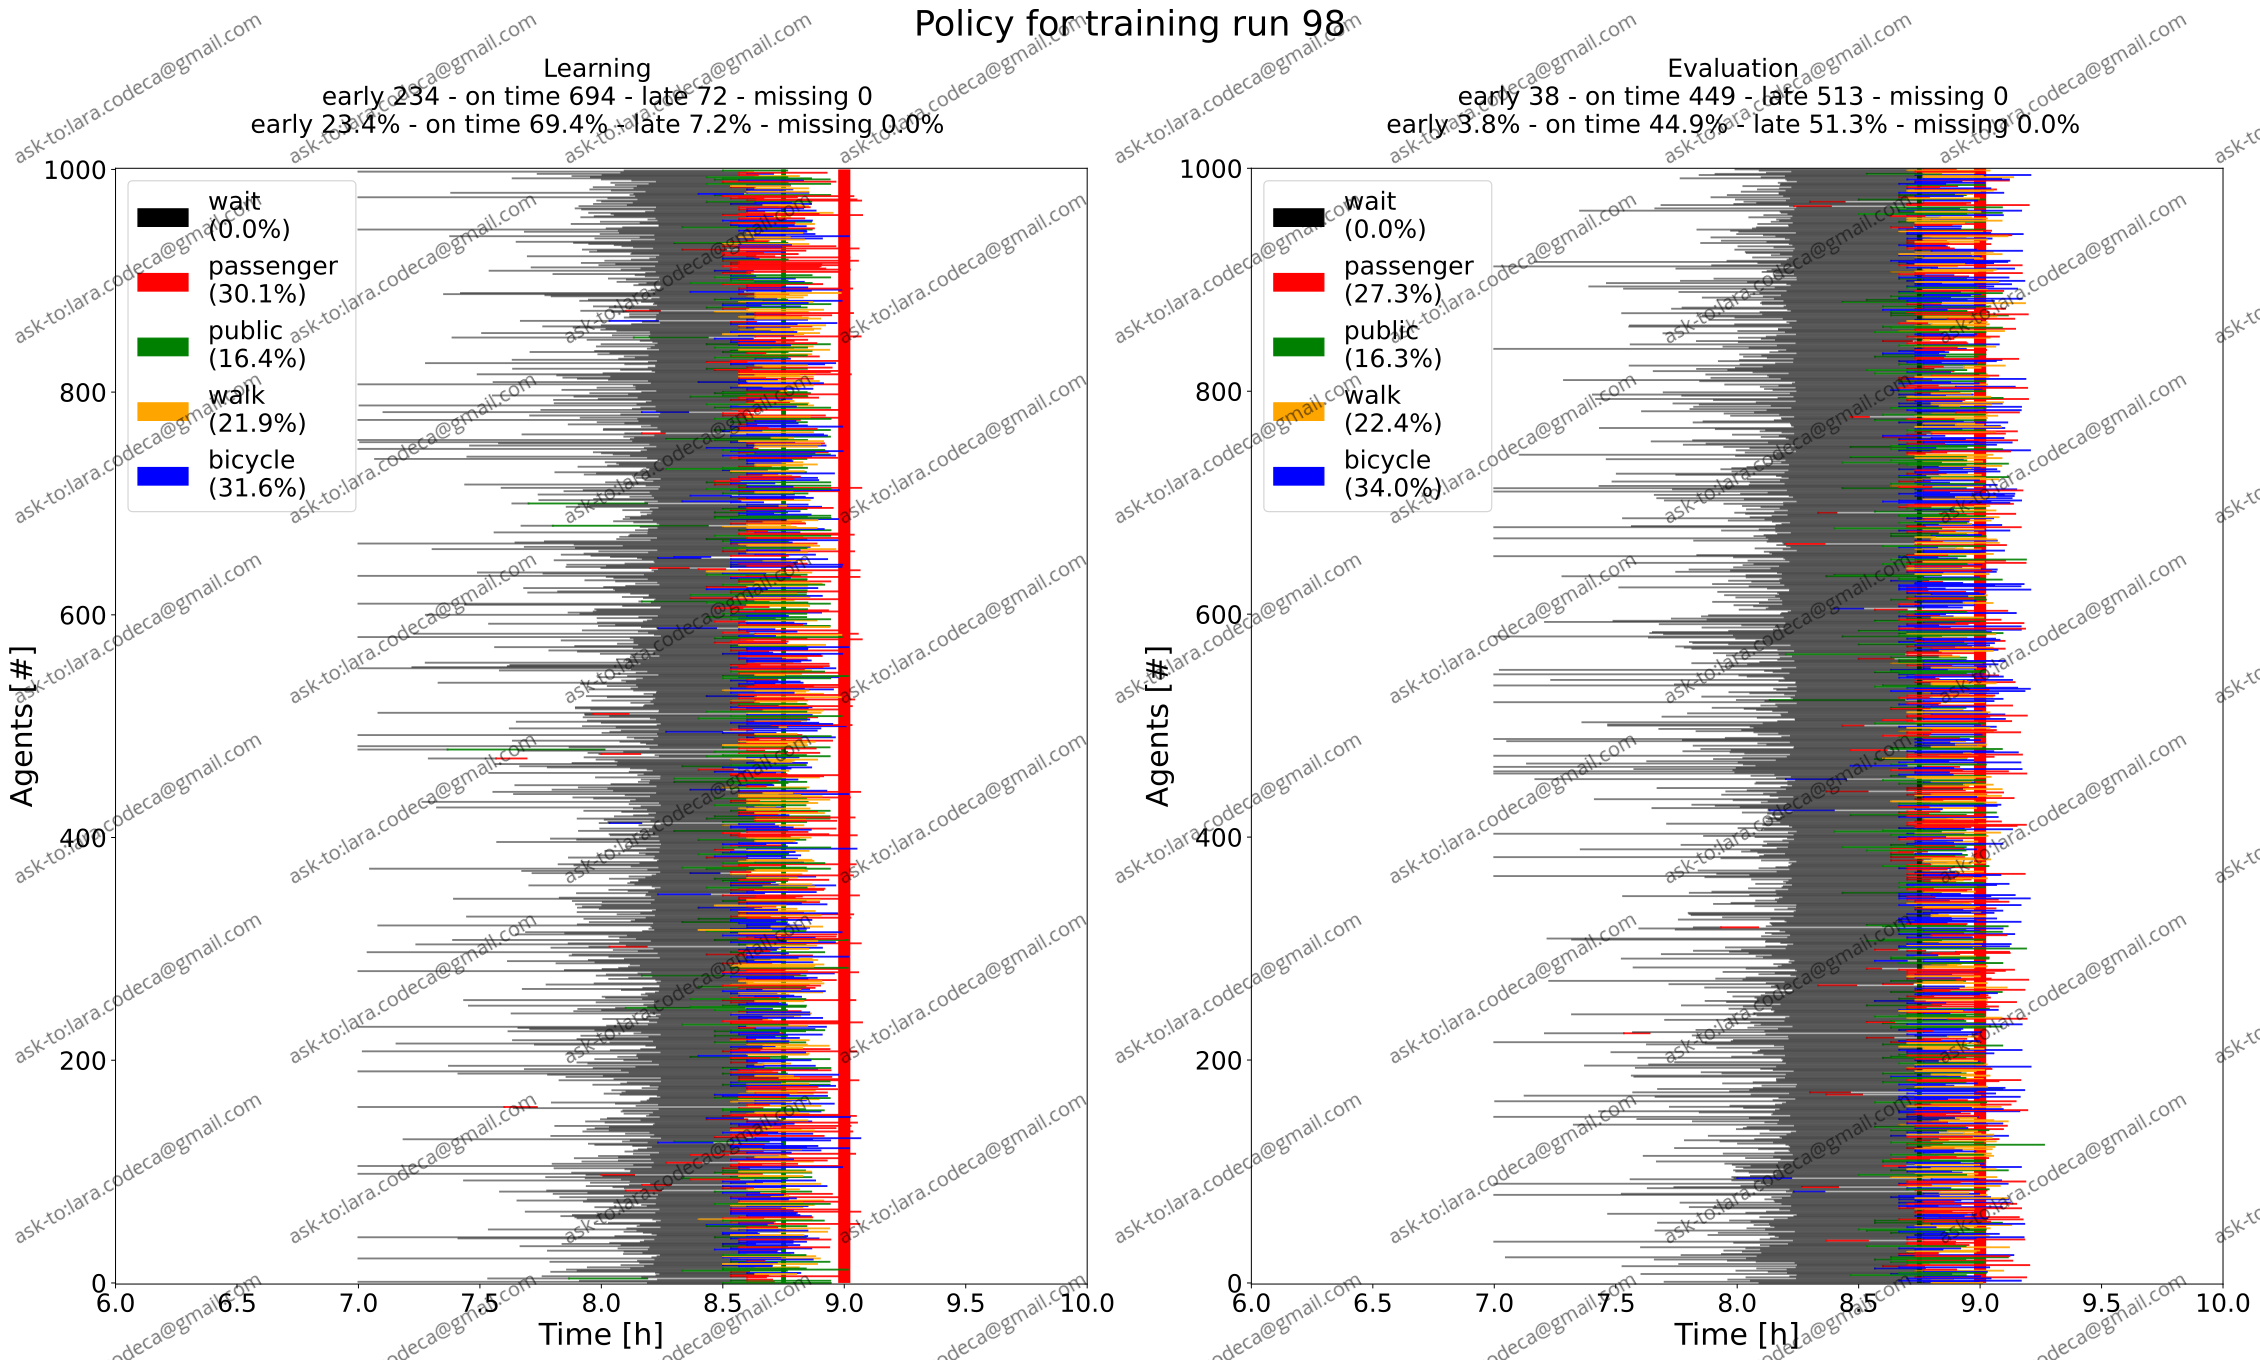 Policy for training run 98
Learning
early 234 - on time 694 - late 72 - missing 0
early 23.4% - on time 69.4% - late 7.2% - missing 0.0%
1000
800
600
400
200
0
Agents [#]
wait
(0.0%)
passenger
(30.1%)
public
(16.4%)
walk
(21.9%)
bicycle
(31.6%)
6.0 6.5 7.0 7.5 8.0 8.5 9.0 9.5 10.0
Time [h]
Evaluation
early 38 - on time 449 - late 513 - missing 0
early 3.8% - on time 44.9% - late 51.3% - missing 0.0%
1000
800
600
400
200
0
Agents [#]
wait
(0.0%)
passenger
(27.3%)
public
(16.3%)
walk
(22.4%)
bicycle
(34.0%)
6.0 6.5 7.0 7.5 8.0 8.5 9.0 9.5 10.0
Time [h]
ask-to:lara.codeca@gmail.com